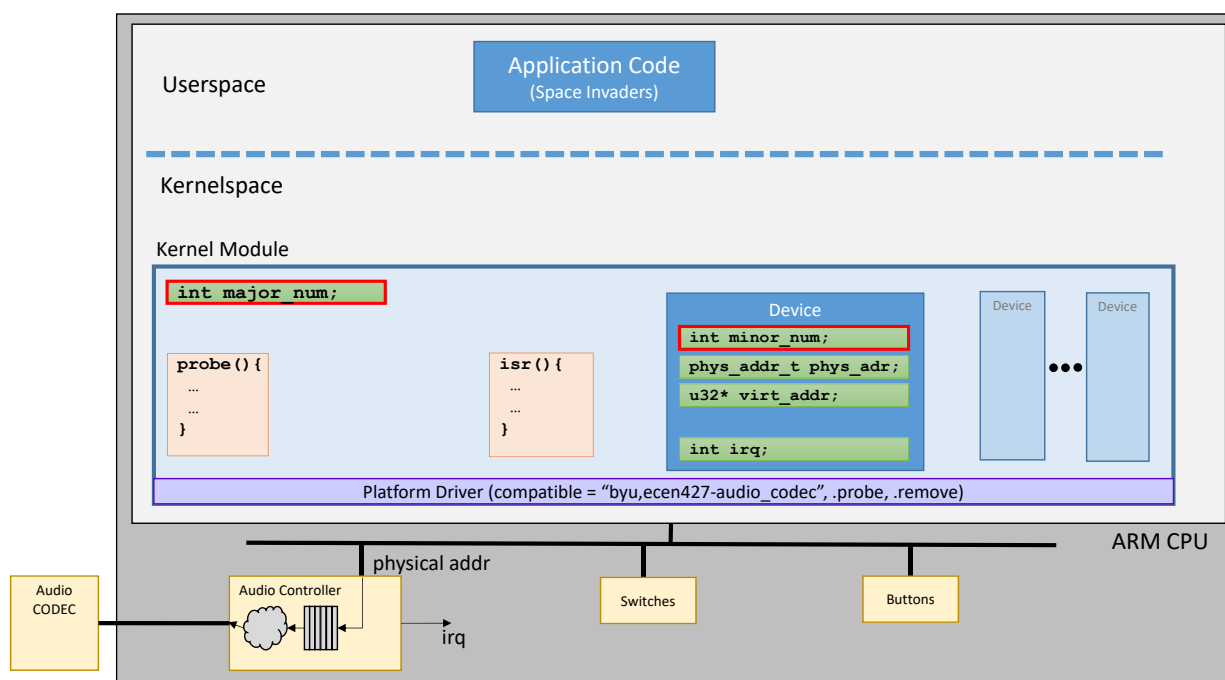 Application Code
(Space Invaders)
Userspace
Kernelspace
Kernel Module
int major_num;
Device
Device
Device
int minor_num;
phys_addr_t phys_adr;
u32* virt_addr;
int irq;
probe(){
…
…
}
isr(){
…
…
}
Platform Driver (compatible = “byu,ecen427-audio_codec”, .probe, .remove)
ARM CPU
physical addr
Audio
CODEC
Audio Controller
irq
Switches
Buttons